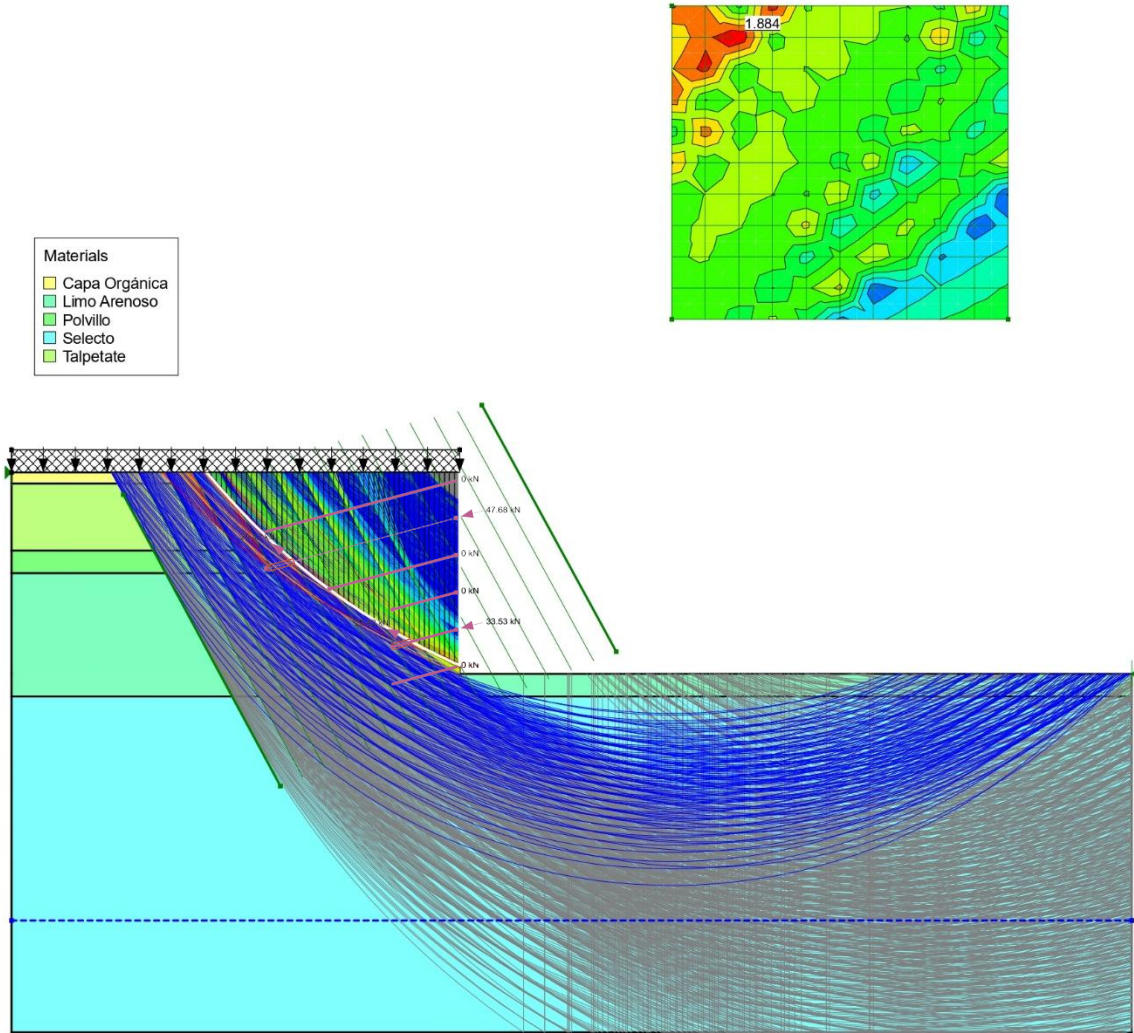 1.884
Materials
Capa Orgánica
Limo Arenoso
Polvillo
Selecto
Talpetate
0 kN
47.68 kN
0 kN
0 kN
33.53 kN
0 kN